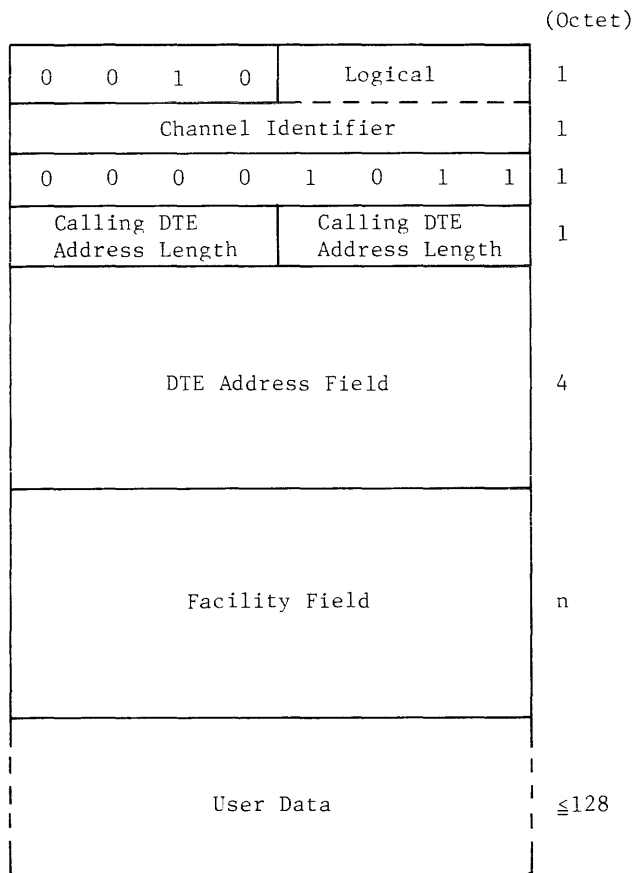 (Octet)
0 0 1 0 Logical 1
Channel Identifier 1
0 0 0 0 1 0 1 1 1
Calling DTE Calling DTE
Address Length Address Length 1
DTE Address Field 4
Facility Field n
User Data ≦128